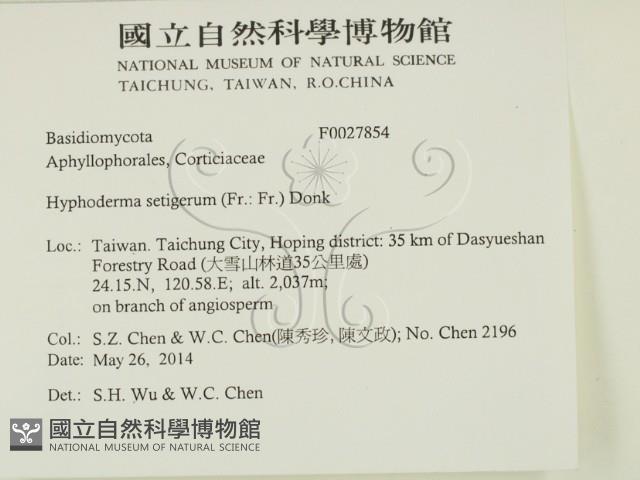 國立自然科學博物館
NATIONAL MUSEUM OF NATURAL SCIENCE
TAICHUNG, TAIWAN, R.O.CHINA
Basidiomycota F0027854
Aphyllophorales, Corticiaceae
Hyphoderma setigerum (Fr.: Fr.) Donk
Loc.: Taiwan. Taichung City, Hoping district: 35 km of Dasyueshan
Forestry Road (大雪山林道35公里處)
24.15.N, 120.58.E; alt. 2,037m;
on branch of angiosperm
Col.: S.Z. Chen & W.C. Chen(陳秀珍, 陳文政); No. Chen 2196
Date: May 26, 2014
Det.: S.H. Wu & W.C. Chen
國立自然科學博物館
NATIONAL MUSEUM OF NATURAL SCIENCE